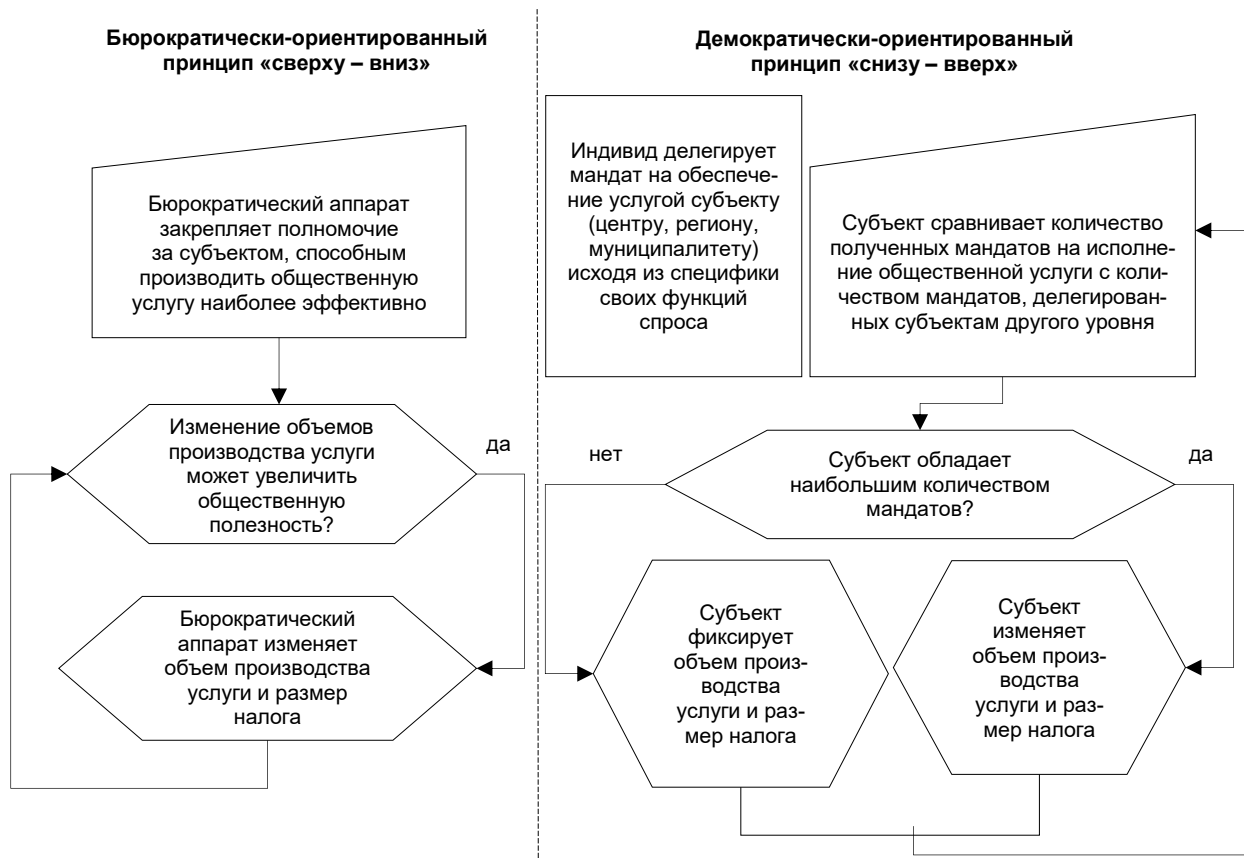 Бюрократически-ориентированный
принцип «сверху – вниз»
Бюрократический аппарат
закрепляет полномочие
за субъектом, способным
производить общественную
услугу наиболее эффективно
Изменение объемов
производства услуги
может увеличить
общественную
полезность?
да
Бюрократический
аппарат изменяет
объем производства
услуги и размер
налога
Демократически-ориентированный
принцип «снизу – вверх»
Индивид делегирует
мандат на обеспече-
ние услугой субъекту
(центру, региону,
муниципалитету)
исходя из специфики
своих функций
спроса
Субъект сравнивает количество
полученных мандатов на исполне-
ние общественной услуги с коли-
чеством мандатов, делегирован-
ных субъектам другого уровня
нет
Субъект обладает
наибольшим количеством
мандатов?
да
Субъект
фиксирует
объем произ-
водства
услуги и раз-
мер налога
Субъект
изменяет
объем произ-
водства
услуги и раз-
мер налога